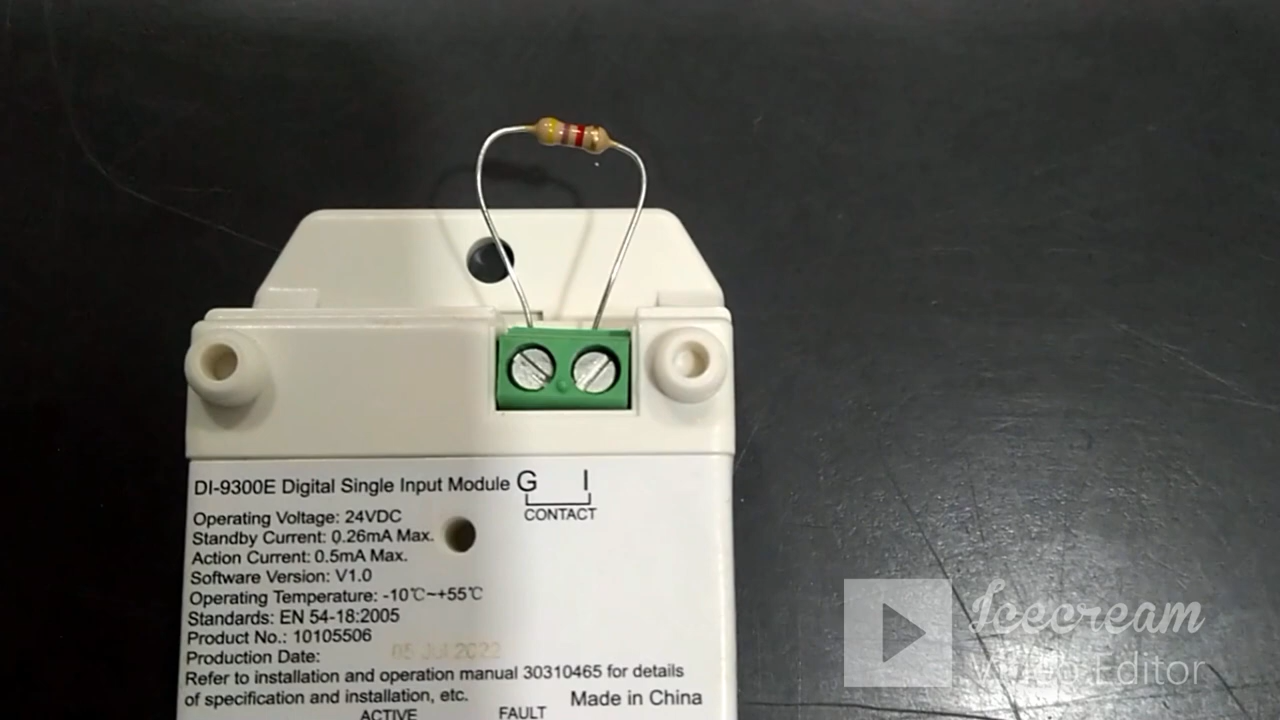 DI-9300E Digital Single Input Module G I
CONTACT
Operating Voltage: 24VDC
Standby Current: 0.26mA Max.
Action Current: 0.5mA Max.
Software Version: V1.0
Operating Temperature: -10℃~+55℃
Standards: EN 54-18:2005
Product No.: 10105506
Production Date: 05 Jul 2022
Refer to installation and operation manual 30310465 for details
of specification and installation, etc. Made in China
ACTIVE FAULT
Icecream
Video Editor